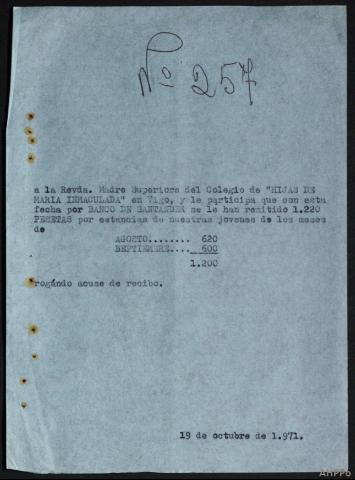 Nº 257
a la Revda. Madre Superiora del Colegio de "HIJAS DE
MARIA INMACULADA" en Vigo, y le participa que con esta
fecha por BANCO DE SANTANDER se le han remitido 1.220
PESETAS por estancias de nuestras jovenes de los meses
de
AGOSTO........ 620
SEPTIEMBRE.... 600
1.200
rogándo acuse de recibo.
19 de octubre de 1.971.
AHPPo